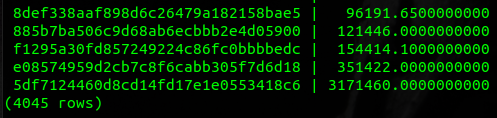 8def338aaf898d6c26479a182158bae5 | 96191.6500000000
885b7ba506c9d68ab6ecbbb2e4d05900 | 121446.0000000000
f1295a30fd857249224c86fc0bbbbedc | 154414.1000000000
e08574959d2cb7c8f6cabb305f7d6d18 | 351422.0000000000
5df7124460d8cd14fd17e1e0553418c6 | 3171460.0000000000
(4045 rows)